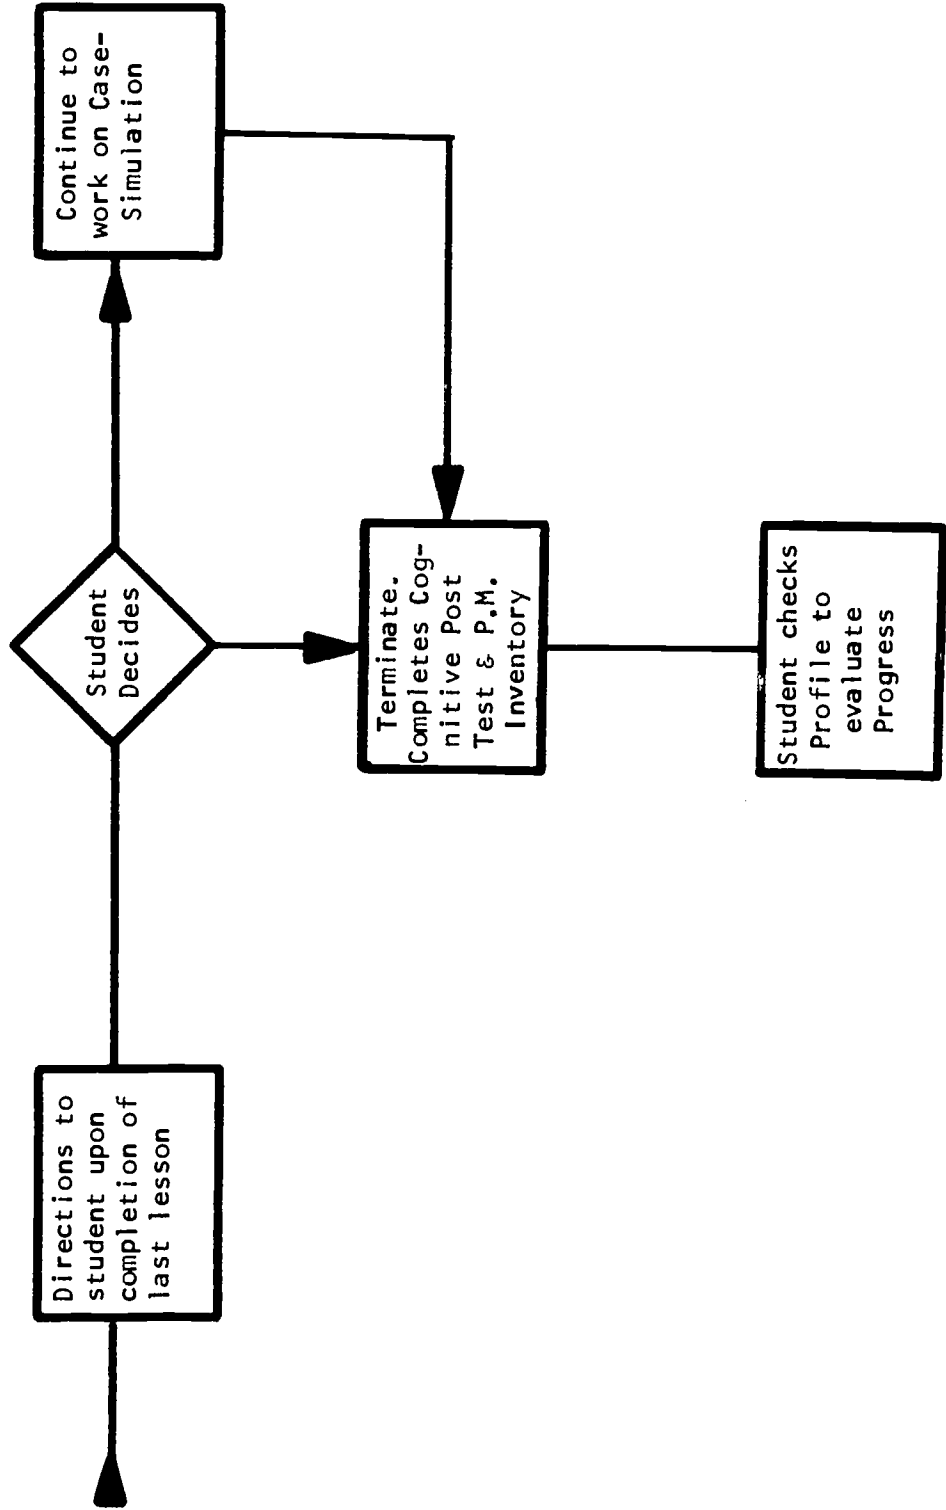 Directions to
student upon
completion of
last lesson
Student
Decides
Continue to
work on Case-
Simulation
Terminate.
Completes Cog-
nitive Post
Test & P.M.
Inventory
Student checks
Profile to
evaluate
Progress